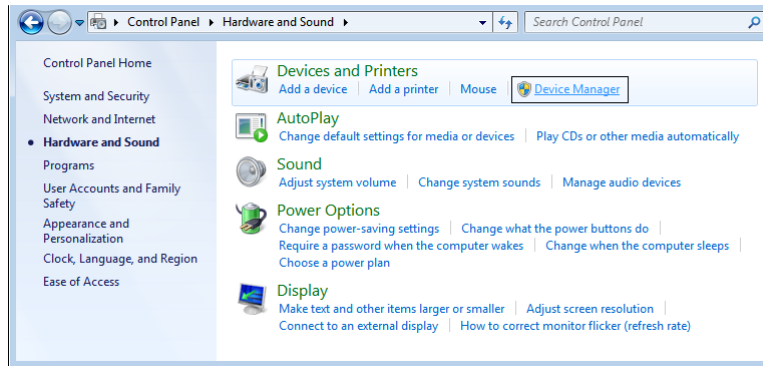 Control Panel ▸ Hardware and Sound ▸
Search Control Panel
Control Panel Home
System and Security
Network and Internet
Hardware and Sound
Programs
User Accounts and Family
Safety
Appearance and
Personalization
Clock, Language, and Region
Ease of Access
Devices and Printers
Add a device | Add a printer | Mouse | Device Manager
AutoPlay
Change default settings for media or devices | Play CDs or other media automatically
Sound
Adjust system volume | Change system sounds | Manage audio devices
Power Options
Change power-saving settings | Change what the power buttons do |
Require a password when the computer wakes | Change when the computer sleeps |
Choose a power plan
Display
Make text and other items larger or smaller | Adjust screen resolution |
Connect to an external display | How to correct monitor flicker (refresh rate)